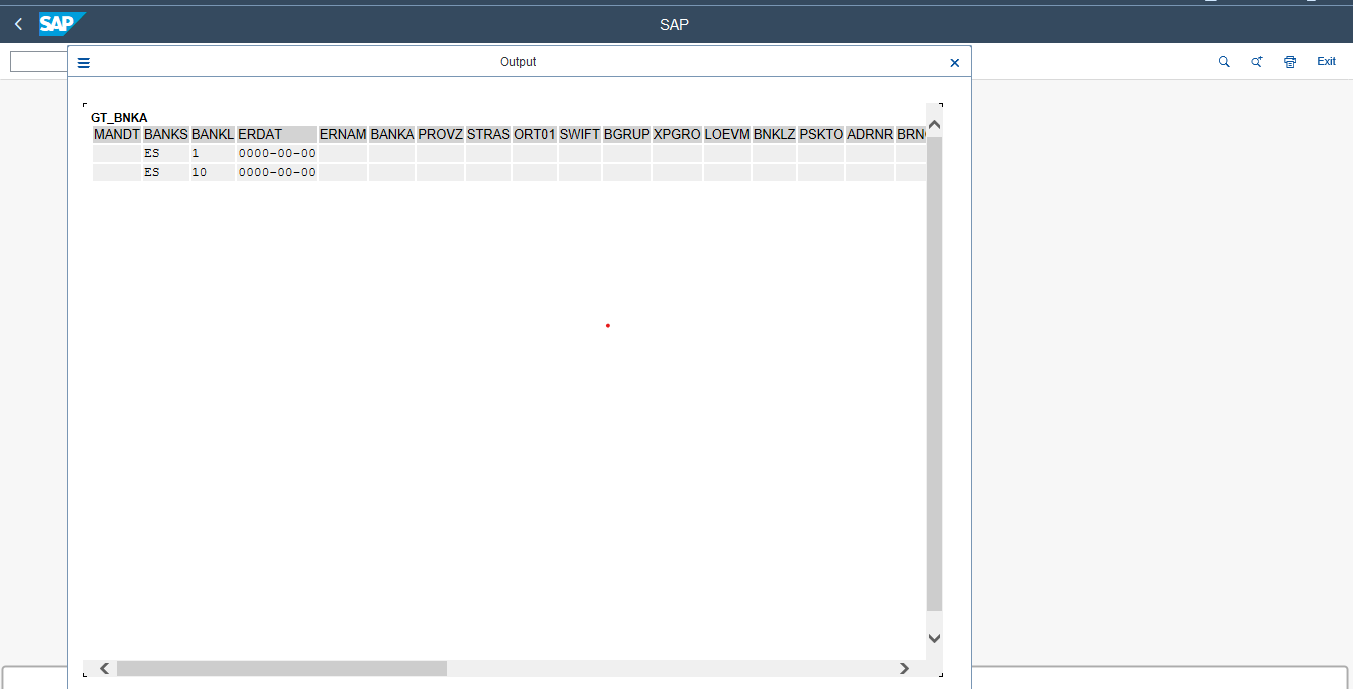 SAP SAP
Output
Exit
GT_BNKA
MANDT BANKS BANKL ERDAT ERNAM BANKA PROVZ STRAS ORT01 SWIFT BGRUP XPGRO LOEVM BNKLZ PSKTO ADRNR BRN
ES 1 0000-00-00
ES 10 0000-00-00